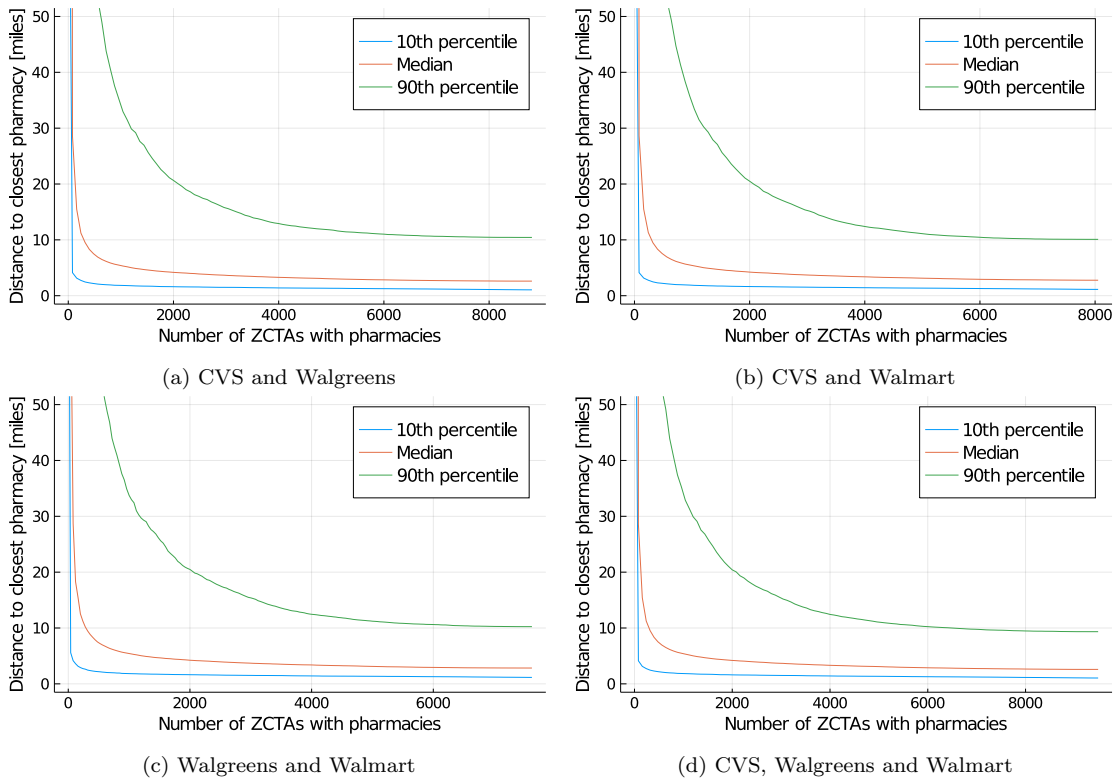 Distance to closest pharmacy [miles]
50
40
30
20
10
0
10th percentile
Median
90th percentile
0 2000 4000 6000 8000
Number of ZCTAs with pharmacies
(a) CVS and Walgreens
Distance to closest pharmacy [miles]
50
40
30
20
10
0
10th percentile
Median
90th percentile
0 2000 4000 6000 8000
Number of ZCTAs with pharmacies
(b) CVS and Walmart
Distance to closest pharmacy [miles]
50
40
30
20
10
0
10th percentile
Median
90th percentile
0 2000 4000 6000
Number of ZCTAs with pharmacies
(c) Walgreens and Walmart
Distance to closest pharmacy [miles]
50
40
30
20
10
0
10th percentile
Median
90th percentile
0 2000 4000 6000 8000
Number of ZCTAs with pharmacies
(d) CVS, Walgreens and Walmart